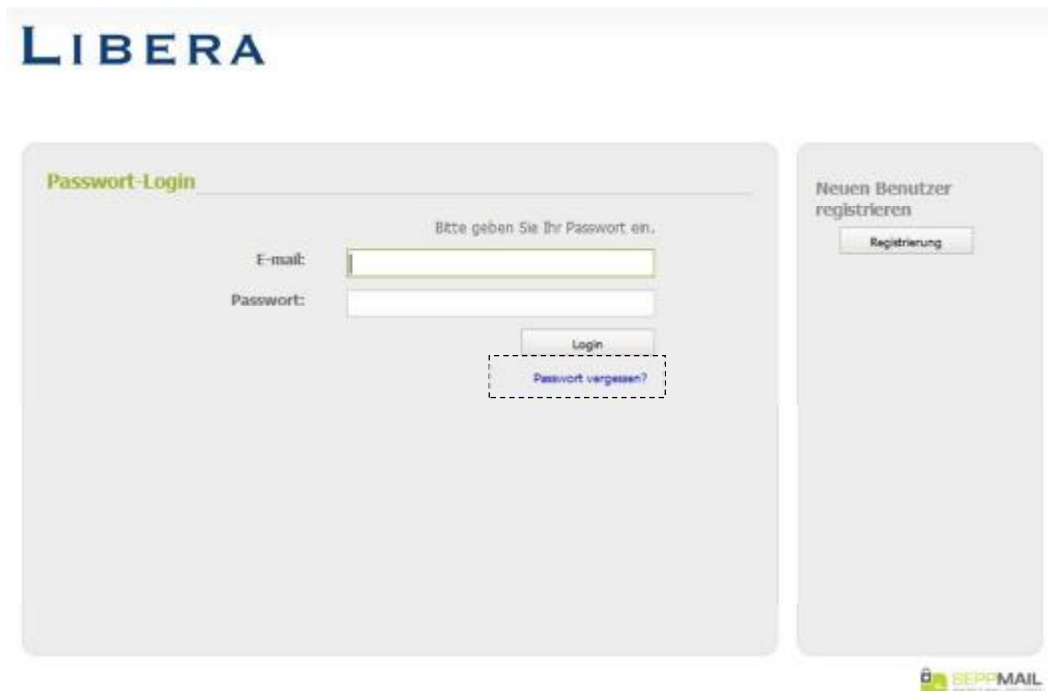 LIBERA
Passwort-Login
Bitte geben Sie Ihr Passwort ein.
E-mail:
Passwort:
Login
Passwort vergessen?
Neuen Benutzer
registrieren
Registrierung
SEPPMAIL